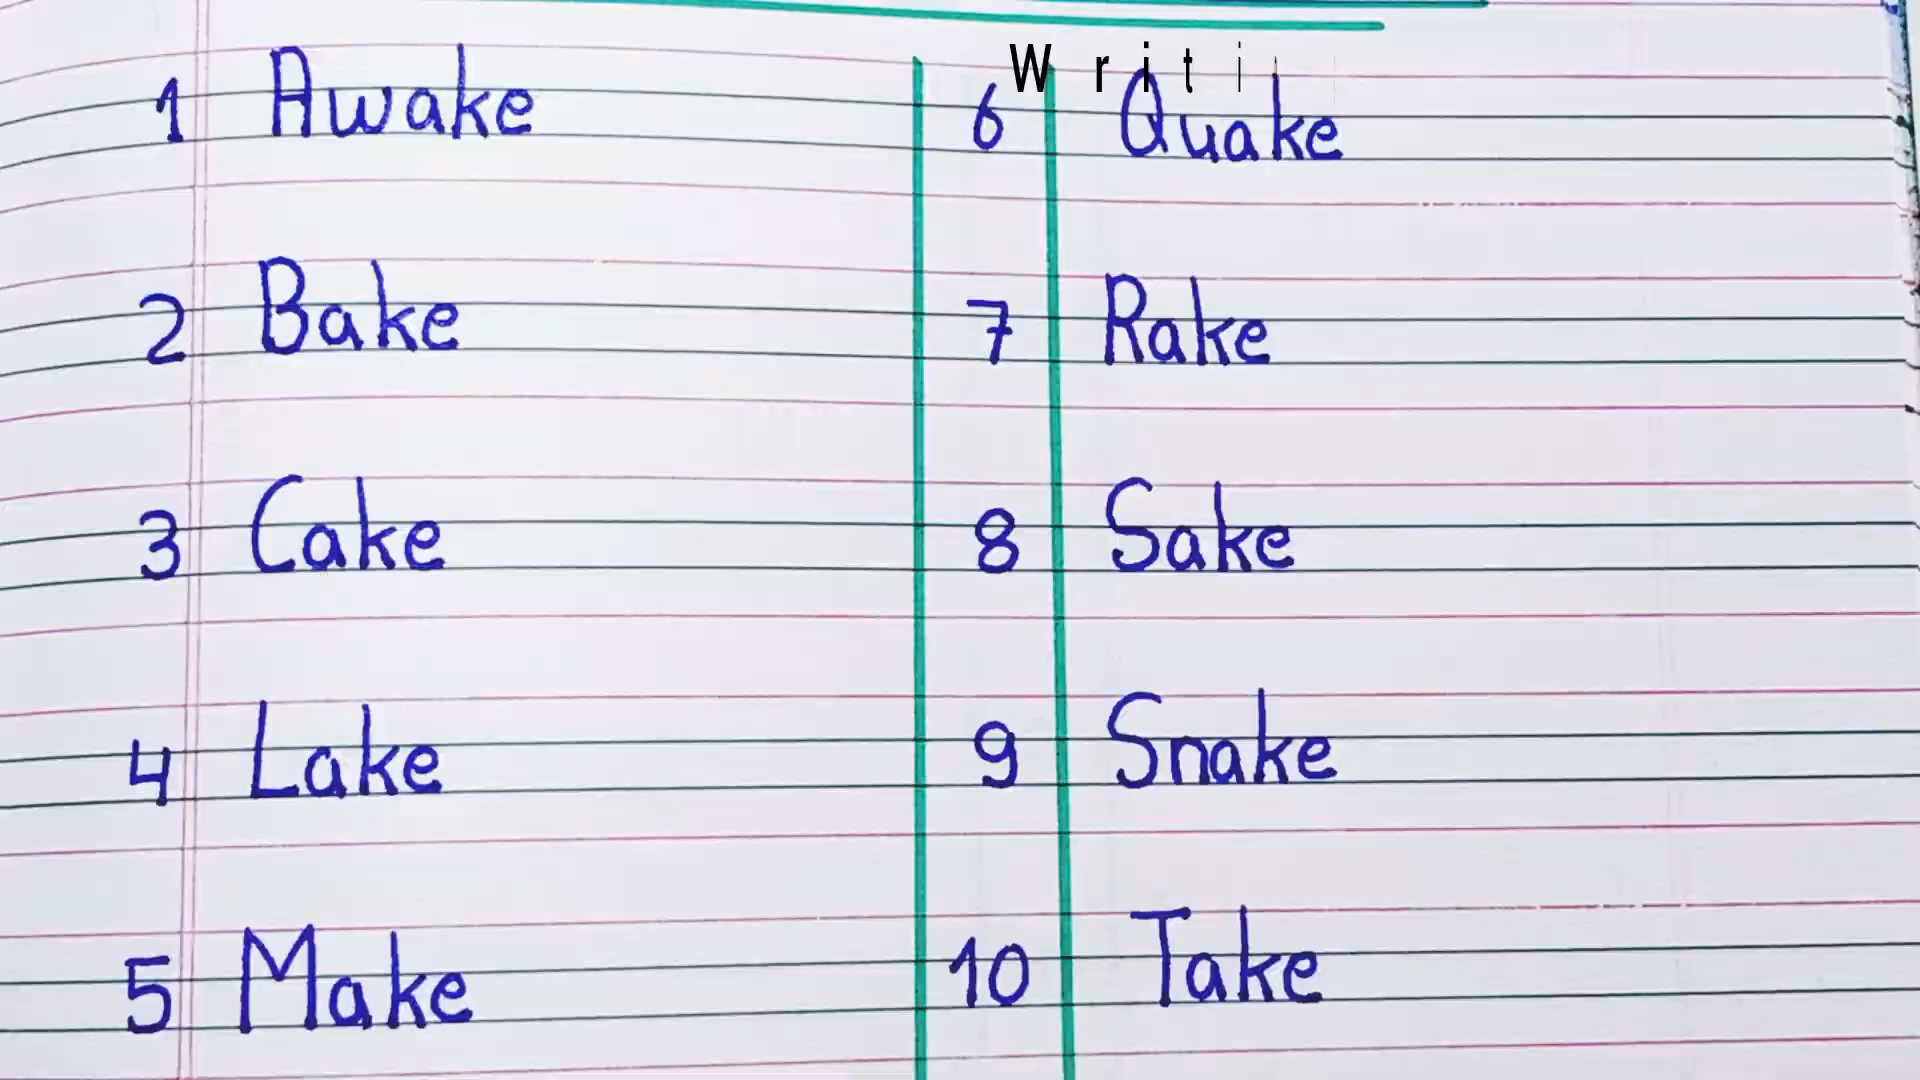 W r i t i
1 Awake
2 Bake
3 Cake
4 Lake
5 Make
6 Quake
7 Rake
8 Sake
9 Snake
10 Take